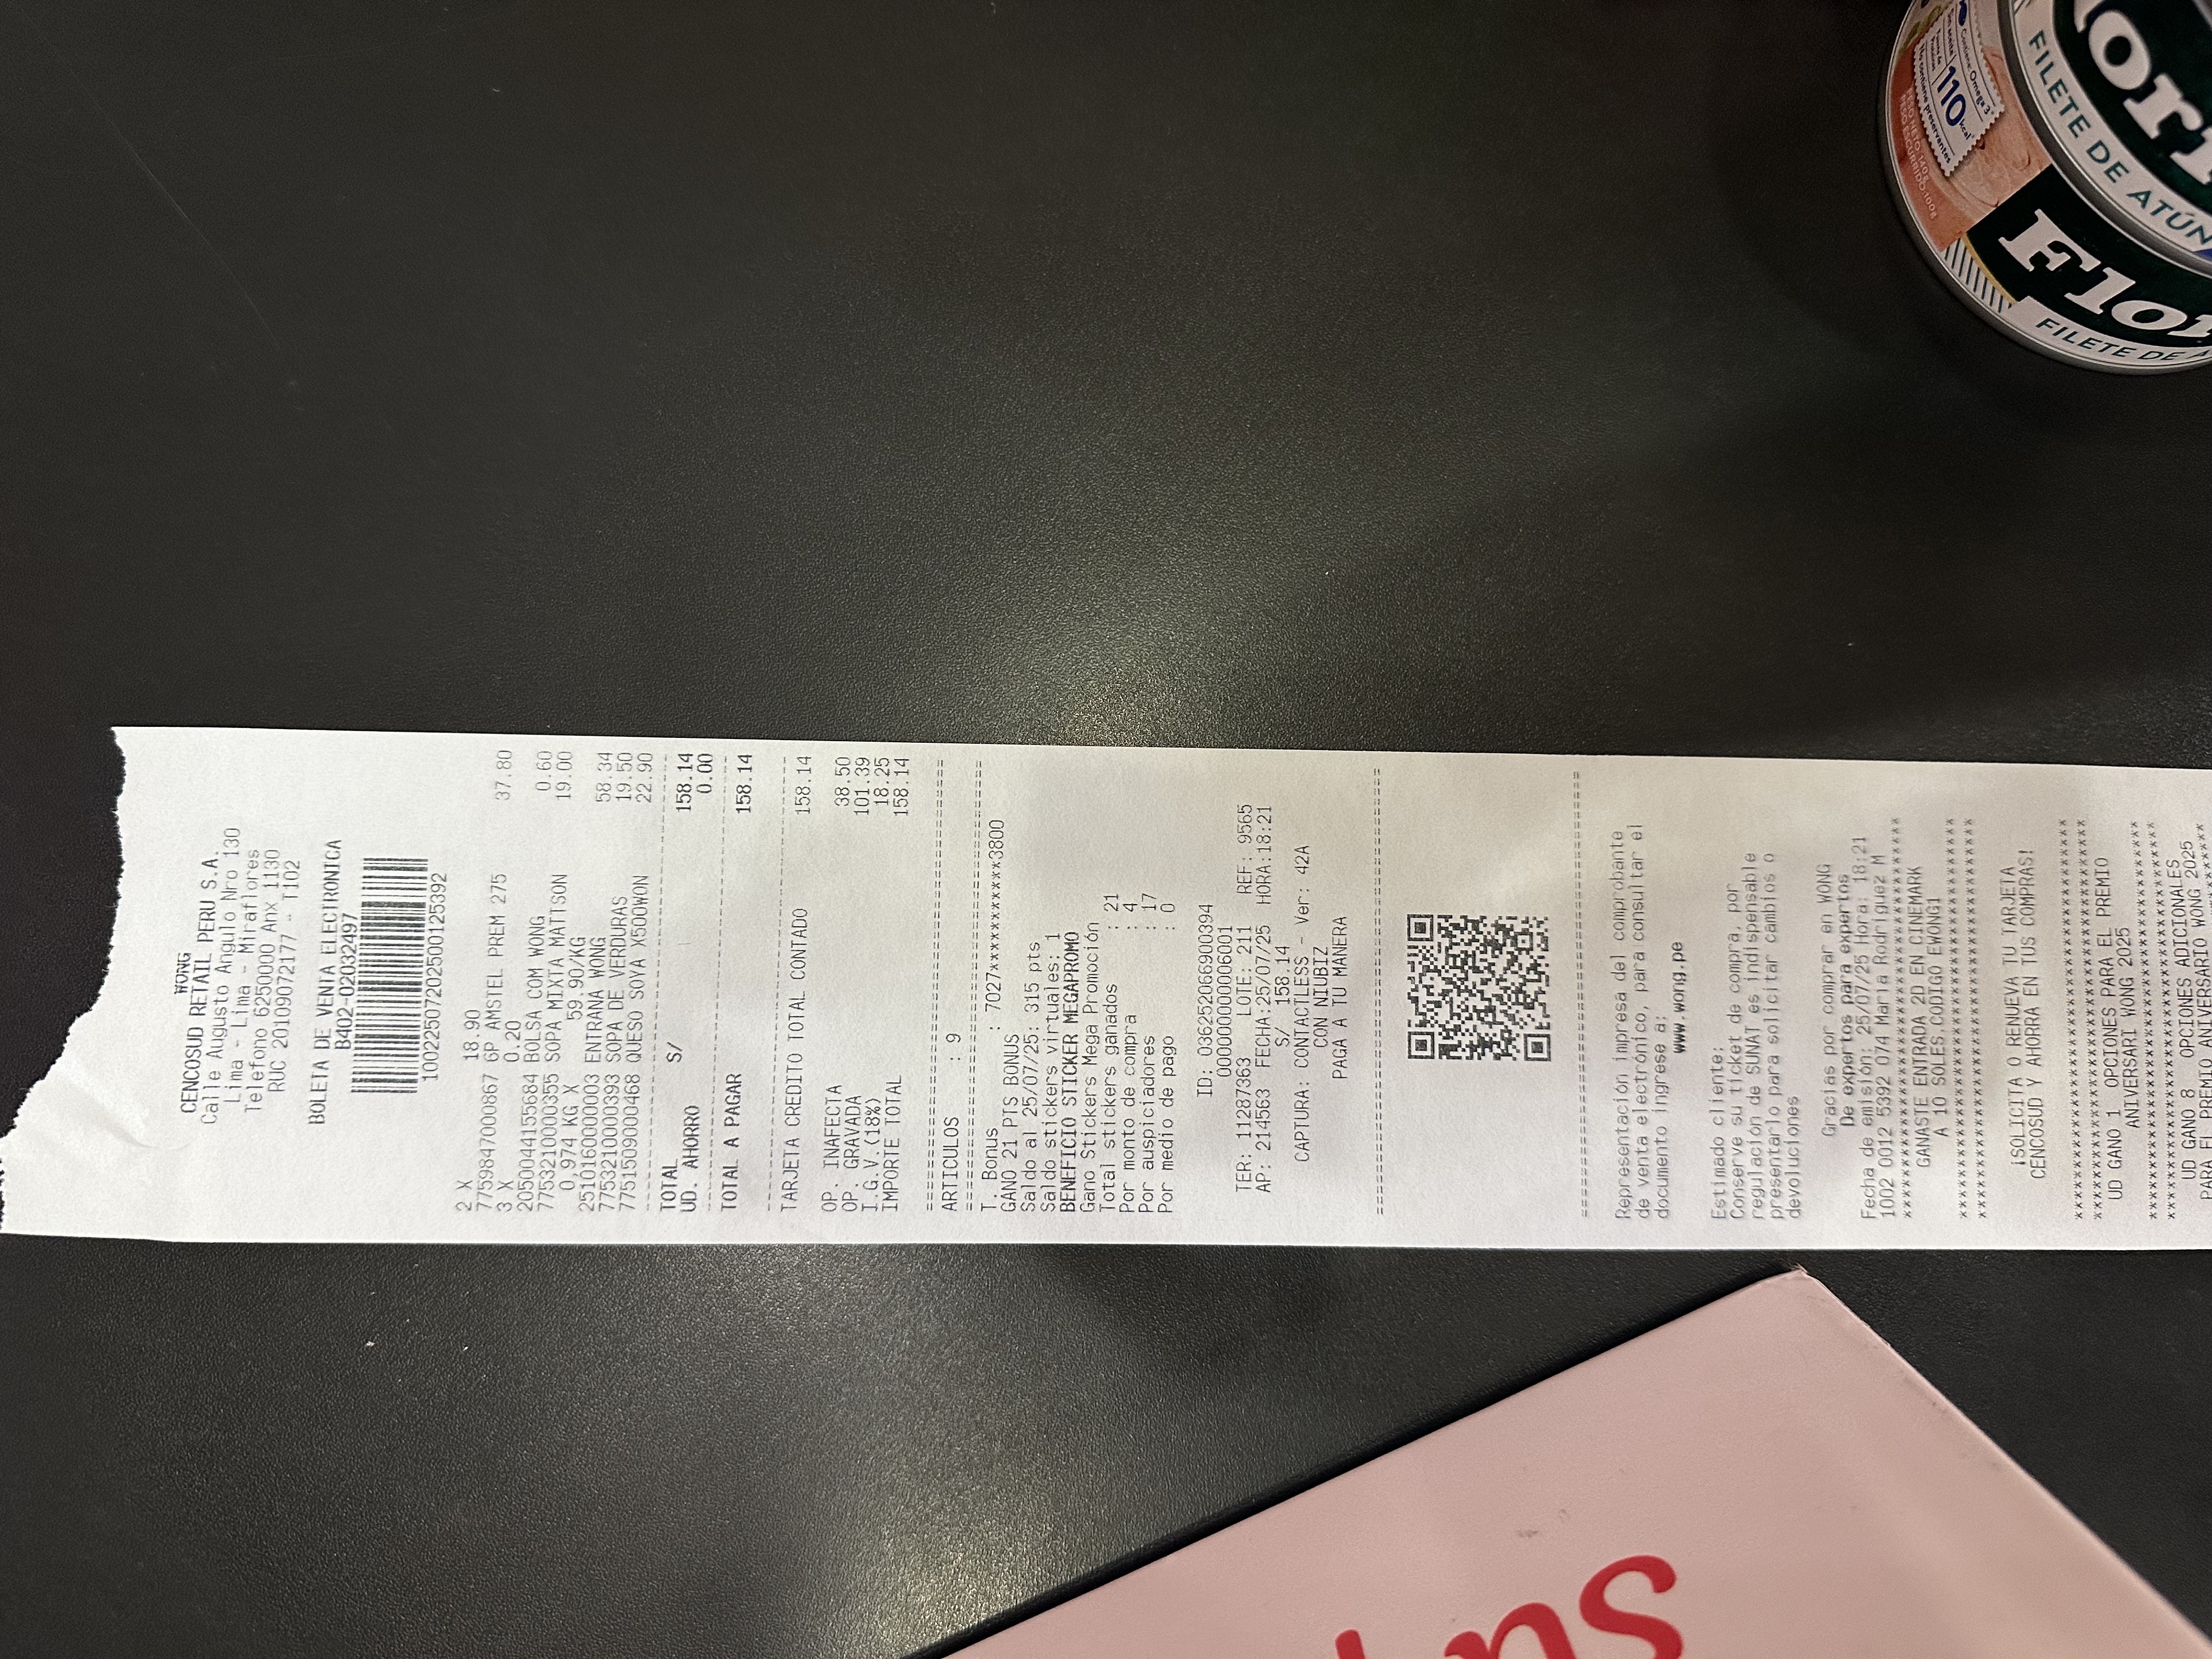 WONG
CENCOSUD RETAIL PERU S.A.
Calle Augusto Angulo Nro 130
Lima - Lima - Miraflores
Telefono 6250000 Anx 1130
RUC 20109072177 - T102
BOLETA DE VENTA ELECTRONICA
B402-02032497
10022507202500125392
2 X 18.90
7759847000867 6P AMSTEL PREM 275 37.80
3 X 0.20
2050044155684 BOLSA COM WONG 0.60
7753210000355 SOPA MIXTA MATTSON 19.00
0,974 KG X 59.90/KG
2510160000003 ENTRANA WONG 58.34
7753210000393 SOPA DE VERDURAS 19.50
7751509000468 QUESO SOYA X500WON 22.90
TOTAL S/ 158.14
UD. AHORRO 0.00
TOTAL A PAGAR 158.14
TARJETA CREDITO TOTAL CONTADO 158.14
OP. INAFECTA 38.50
OP. GRAVADA 101.39
I.G.V.(18%) 18.25
IMPORTE TOTAL 158.14
ARTICULOS : 9
T. Bonus : 7027***********3800
GANO 21 PTS BONUS
Saldo al 25/07/25: 315 pts
Saldo stickers virtuales: 1
BENEFICIO STICKER MEGAPROMO
Gano Stickers Mega Promoción
Total stickers ganados : 21
Por monto de compra : 4
Por auspiciadores : 17
Por medio de pago : 0
ID: 036252066900394
000000000006001
TER: 11287363 LOTE: 211 REF: 9565
AP: 214563 FECHA:25/07/25 HORA:18:21
S/ 158.14
CAPTURA: CONTACTLESS - Ver: 42A
CON NIUBIZ
PAGA A TU MANERA
Representación impresa del comprobante
de venta electrónico, para consultar el
documento ingrese a:
www.wong.pe
Estimado cliente:
Conserve su ticket de compra, por
regulación de SUNAT es indispensable
presentarlo para solicitar cambios o
devoluciones
Gracias por comprar en WONG
De expertos para expertos
Fecha de emisión: 25/07/25 Hora: 18:21
1002 0012 5392 074 Maria Rodriguez M
****************************************
GANASTE ENTRADA 2D EN CINEMARK
A 10 SOLES.CODIGO EWONG1
****************************************
****************************************
¡SOLICITA O RENUEVA TU TARJETA
CENCOSUD Y AHORRA EN TUS COMPRAS!
****************************************
****************************************
UD GANO 1 OPCIONES PARA EL PREMIO
ANIVERSARI WONG 2025
****************************************
****************************************
UD GANO 8 OPCIONES ADICIONALES
PARA EL PREMIO ANIVERSARIO WONG 2025
110 kcal
No contiene preservantes
Contiene Omega 3
FILETE DE
FILETE DE ATÚN